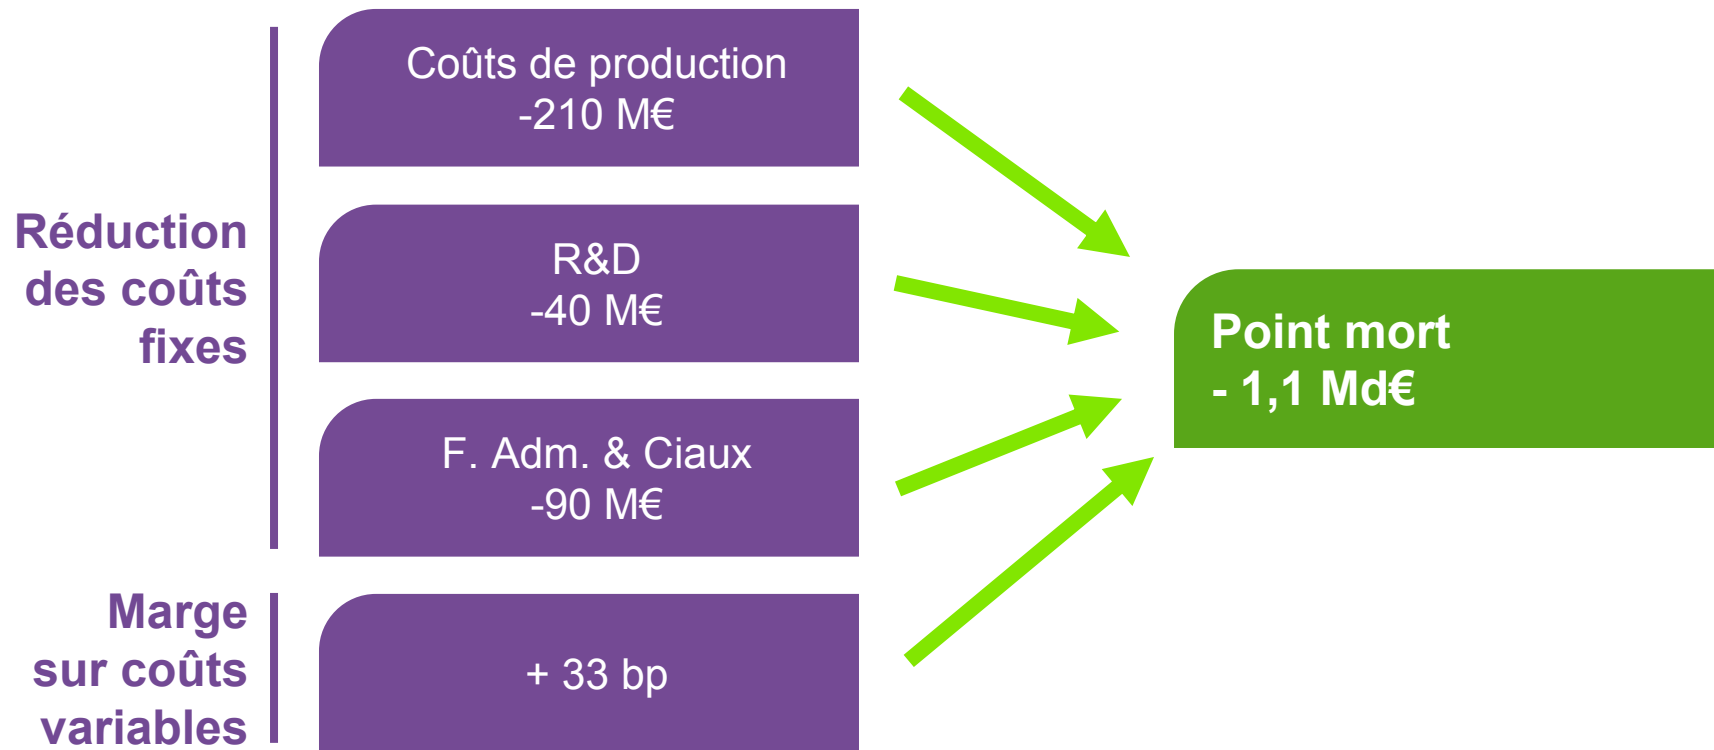 Réduction
des coûts
fixes
Coûts de production
-210 M€
R&D
-40 M€
F. Adm. & Ciaux
-90 M€
Marge
sur coûts
variables
+ 33 bp
Point mort
- 1,1 Md€